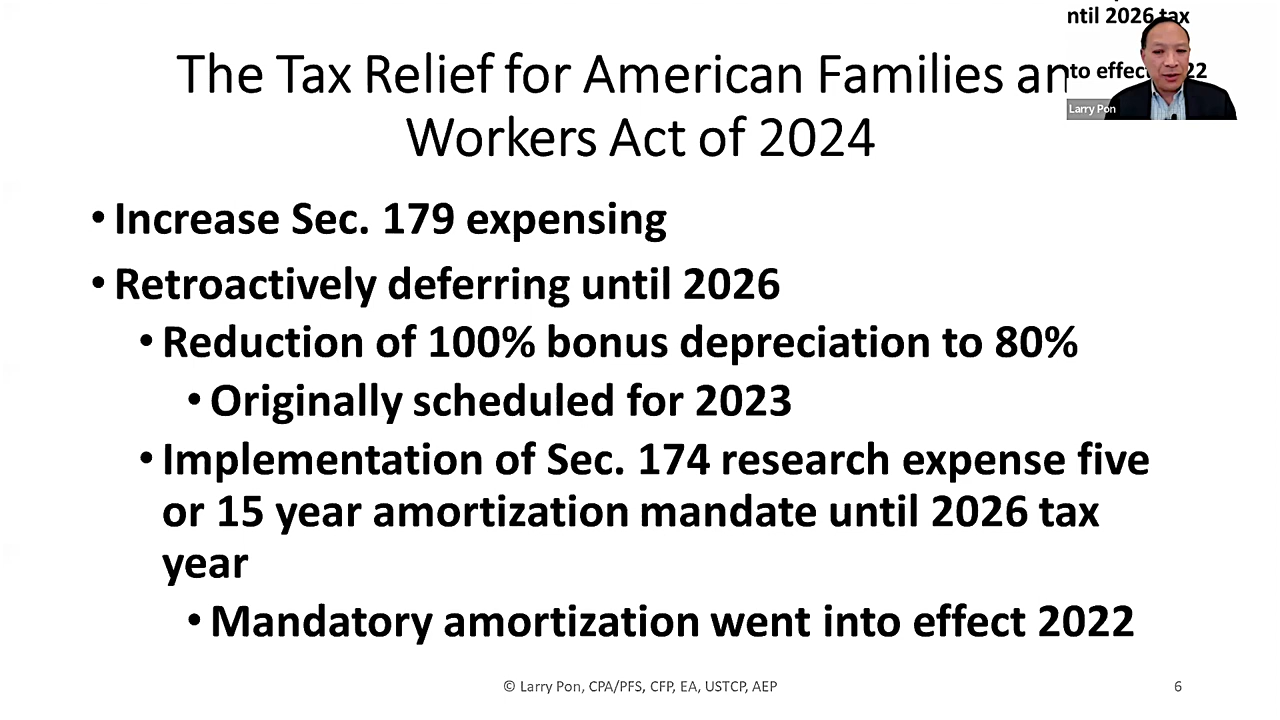 ntil 2026 tax
The Tax Relief for American Families an
nto effec 22
Larry Pon
Workers Act of 2024
• Increase Sec. 179 expensing
• Retroactively deferring until 2026
• Reduction of 100% bonus depreciation to 80%
• Originally scheduled for 2023
• Implementation of Sec. 174 research expense five
or 15 year amortization mandate until 2026 tax
year
• Mandatory amortization went into effect 2022
© Larry Pon, CPA/PFS, CFP, EA, USTCP, AEP
6